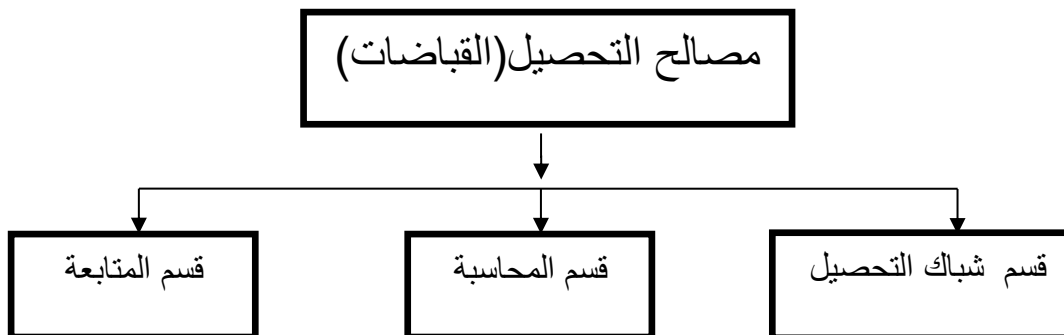 مصالح التحصيل(القباضات)
قسم شباك التحصيل
قسم المحاسبة
قسم المتابعة